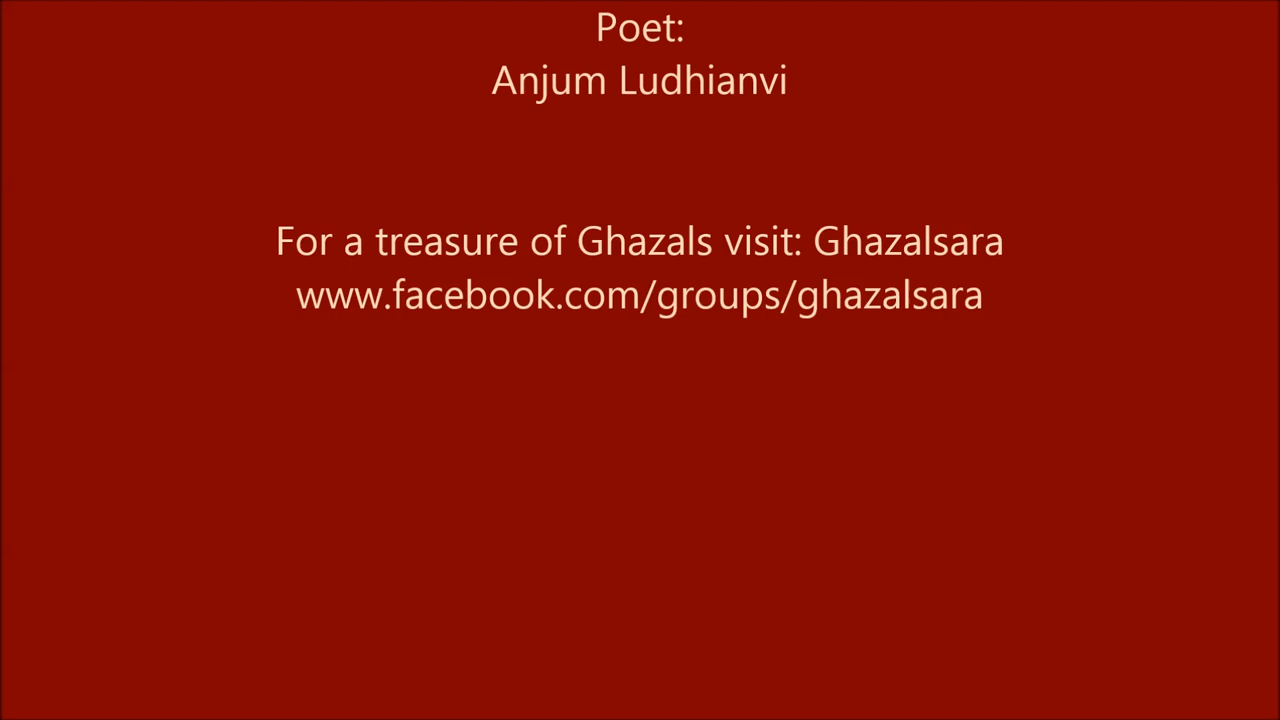 Poet:
Anjum Ludhianvi
For a treasure of Ghazals visit: Ghazalsara
www.facebook.com/groups/ghazalsara